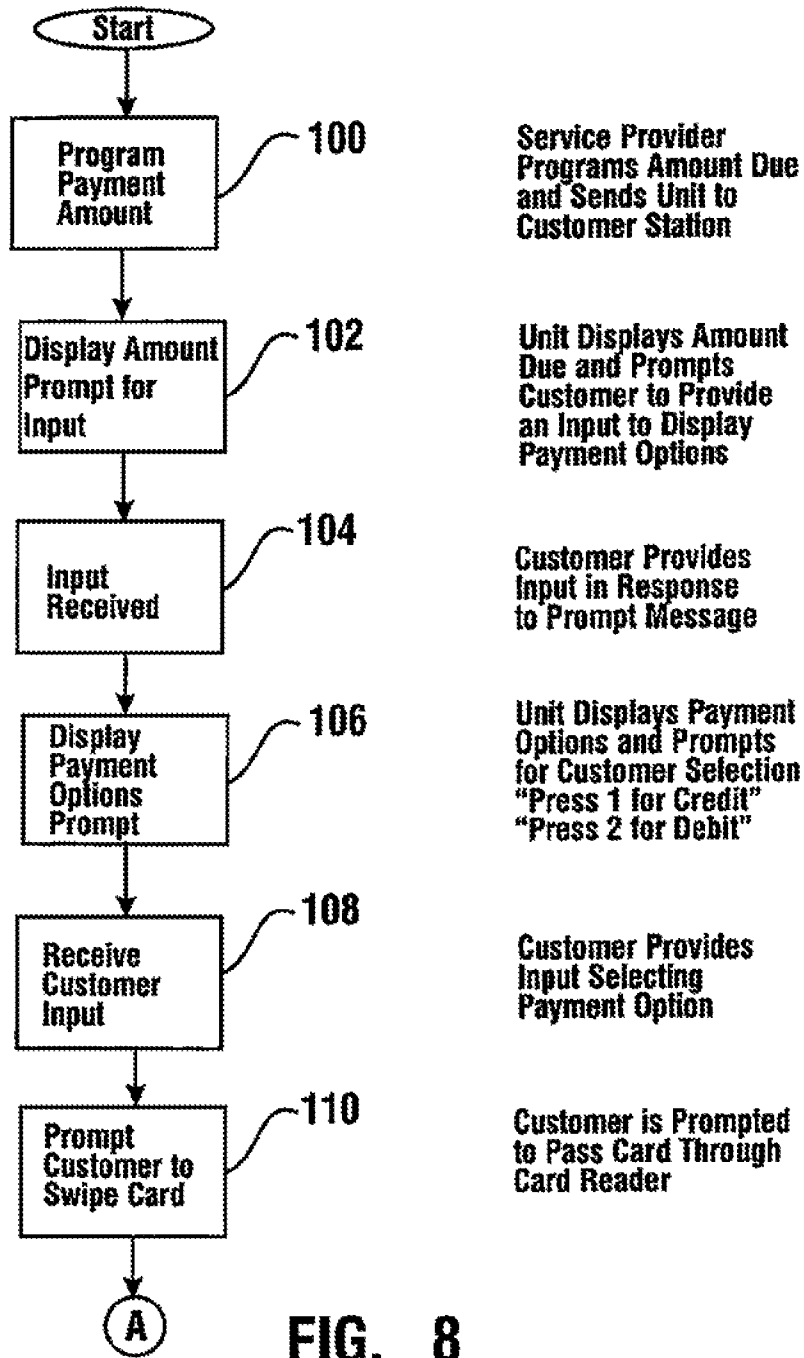 Start
Program
Payment
Amount
100
Service Provider
Programs Amount Due
and Sends Unit to
Customer Station
Display Amount
Prompt for
Input
102
Unit Displays Amount
Due and Prompts
Customer to Provide
an Input to Display
Payment Options
Input
Received
104
Customer Provides
Input in Response
to Prompt Message
Display
Payment
Options
Prompt
106
Unit Displays Payment
Options and Prompts
for Customer Selection
“Press 1 for Credit”
“Press 2 for Debit”
Receive
Customer
Input
108
Customer Provides
Input Selecting
Payment Option
Prompt
Customer to
Swipe Card
110
Customer is Prompted
to Pass Card Through
Card Reader
A
FIG. 8